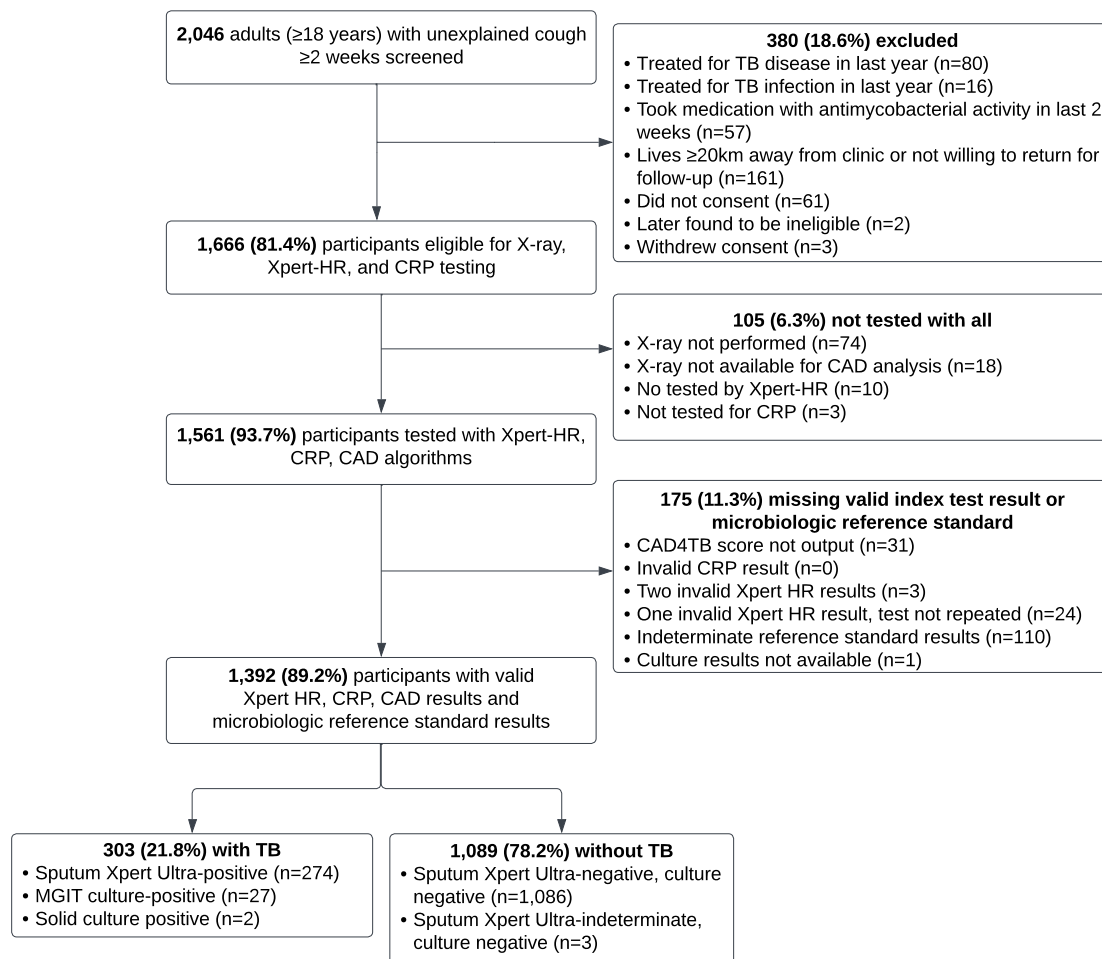 2,046 adults (≥18 years) with unexplained cough
≥2 weeks screened
380 (18.6%) excluded
• Treated for TB disease in last year (n=80)
• Treated for TB infection in last year (n=16)
• Took medication with antimycobacterial activity in last 2
weeks (n=57)
• Lives ≥20km away from clinic or not willing to return for
follow-up (n=161)
• Did not consent (n=61)
• Later found to be ineligible (n=2)
• Withdrew consent (n=3)
1,666 (81.4%) participants eligible for X-ray,
Xpert-HR, and CRP testing
105 (6.3%) not tested with all
• X-ray not performed (n=74)
• X-ray not available for CAD analysis (n=18)
• No tested by Xpert-HR (n=10)
• Not tested for CRP (n=3)
1,561 (93.7%) participants tested with Xpert-HR,
CRP, CAD algorithms
175 (11.3%) missing valid index test result or
microbiologic reference standard
• CAD4TB score not output (n=31)
• Invalid CRP result (n=0)
• Two invalid Xpert HR results (n=3)
• One invalid Xpert HR result, test not repeated (n=24)
• Indeterminate reference standard results (n=110)
• Culture results not available (n=1)
1,392 (89.2%) participants with valid
Xpert HR, CRP, CAD results and
microbiologic reference standard results
303 (21.8%) with TB
• Sputum Xpert Ultra-positive (n=274)
• MGIT culture-positive (n=27)
• Solid culture positive (n=2)
1,089 (78.2%) without TB
• Sputum Xpert Ultra-negative, culture
negative (n=1,086)
• Sputum Xpert Ultra-indeterminate,
culture negative (n=3)